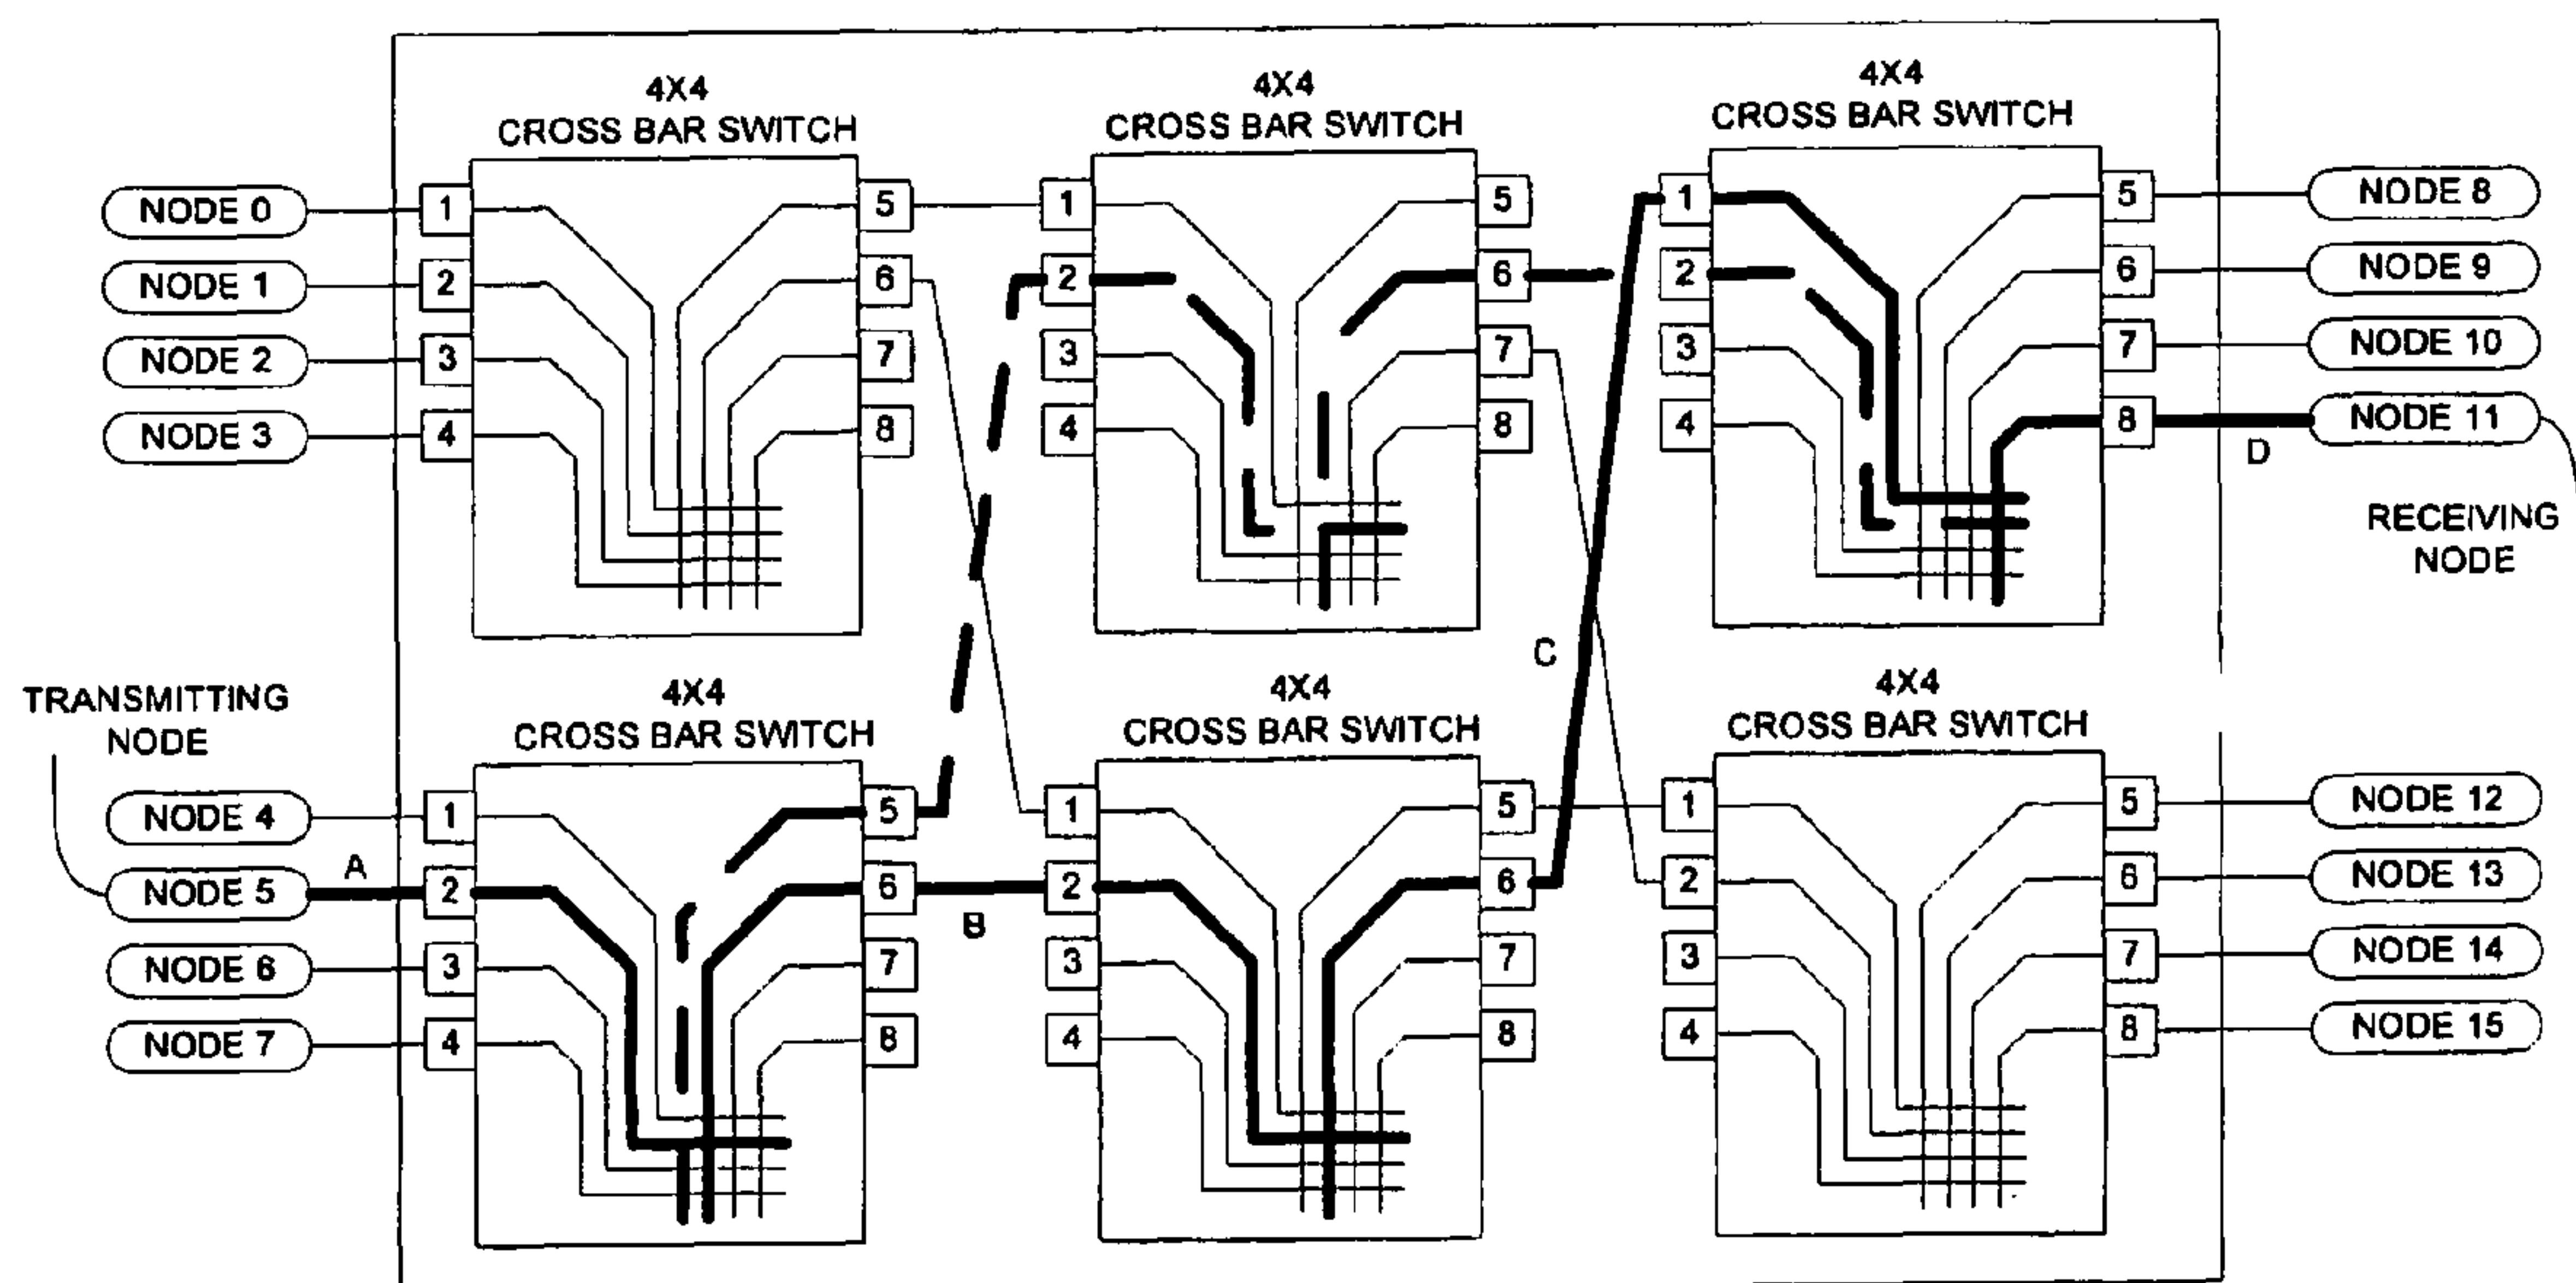 4X4
CROSS BAR SWITCH
4X4
CROSS BAR SWITCH
4X4
CROSS BAR SWITCH
NODE 0
1
5
1
5
1
5
NODE 8
NODE 1
2
6
2
6
2
6
NODE 9
NODE 2
3
7
3
7
3
7
NODE 10
NODE 3
4
8
4
8
4
8
NODE 11
D
RECEIVING
NODE
C
TRANSMITTING
NODE
4X4
CROSS BAR SWITCH
4X4
CROSS BAR SWITCH
4X4
CROSS BAR SWITCH
NODE 4
1
5
1
5
1
5
NODE 12
A
NODE 5
2
6
B
2
6
2
6
NODE 13
NODE 6
3
7
3
7
3
7
NODE 14
NODE 7
4
8
4
8
4
8
NODE 15